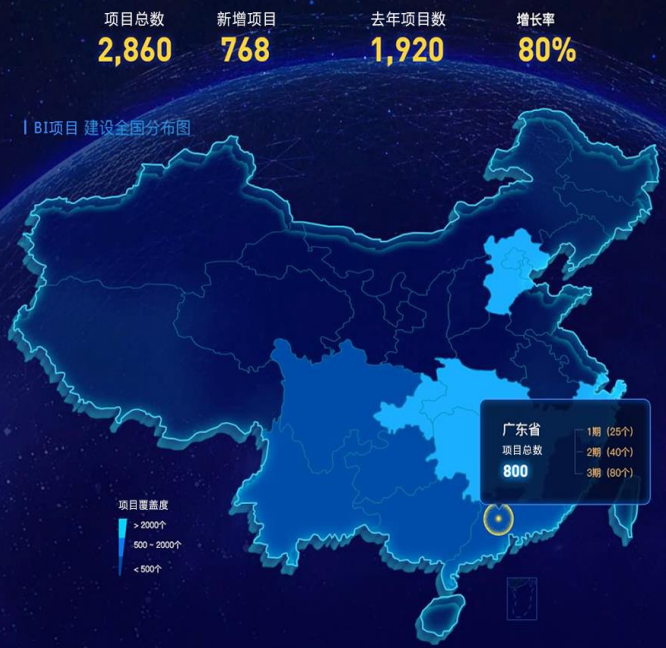 项目总数
新增项目
去年项目数
增长率
2,860
768
1,920
80%
BI项目 建设全国分布图
广东省
项目总数
800
1期 (25个)
2期 (40个)
3期 (80个)
项目覆盖度
> 2000个
500 ~ 2000个
< 500个